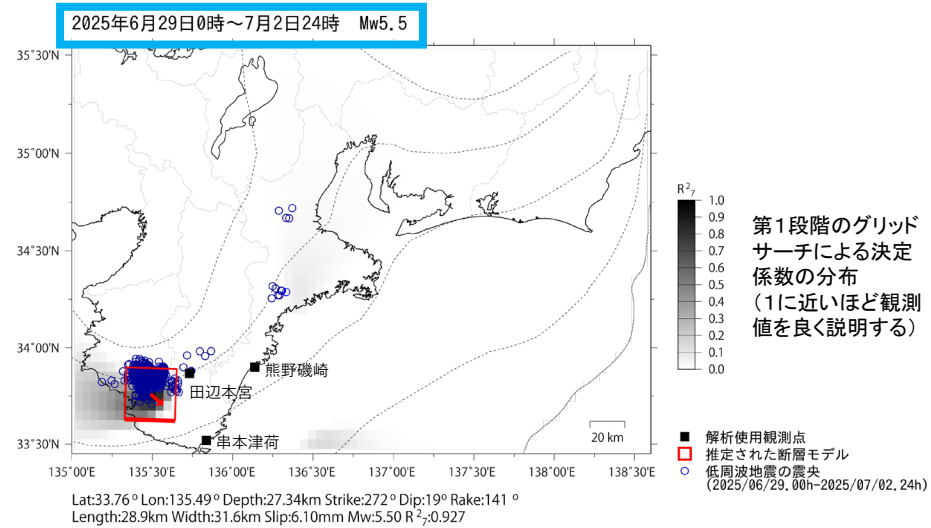 2025年6月29日0時～7月2日24時　Mw5.5
35°30'N
35°00'N
34°30'N
34°00'N
33°30'N
135°00'E
135°30'E
136°00'E
136°30'E
137°00'E
137°30'E
138°00'E
138°30'E
熊野磯崎
田辺本宮
串本津荷
20 km
R²₇
1.0
0.9
0.8
0.7
0.6
0.5
0.4
0.3
0.2
0.1
0.0
第１段階のグリッド
サーチによる決定
係数の分布
（１に近いほど観測
値を良く説明する）
解析使用観測点
推定された断層モデル
低周波地震の震央
(2025/06/29.00h-2025/07/02.24h)
Lat:33.76° Lon:135.49° Depth:27.34km Strike:272° Dip:19° Rake:141 °
Length:28.9km Width:31.6km Slip:6.10mm Mw:5.50 R²₇:0.927